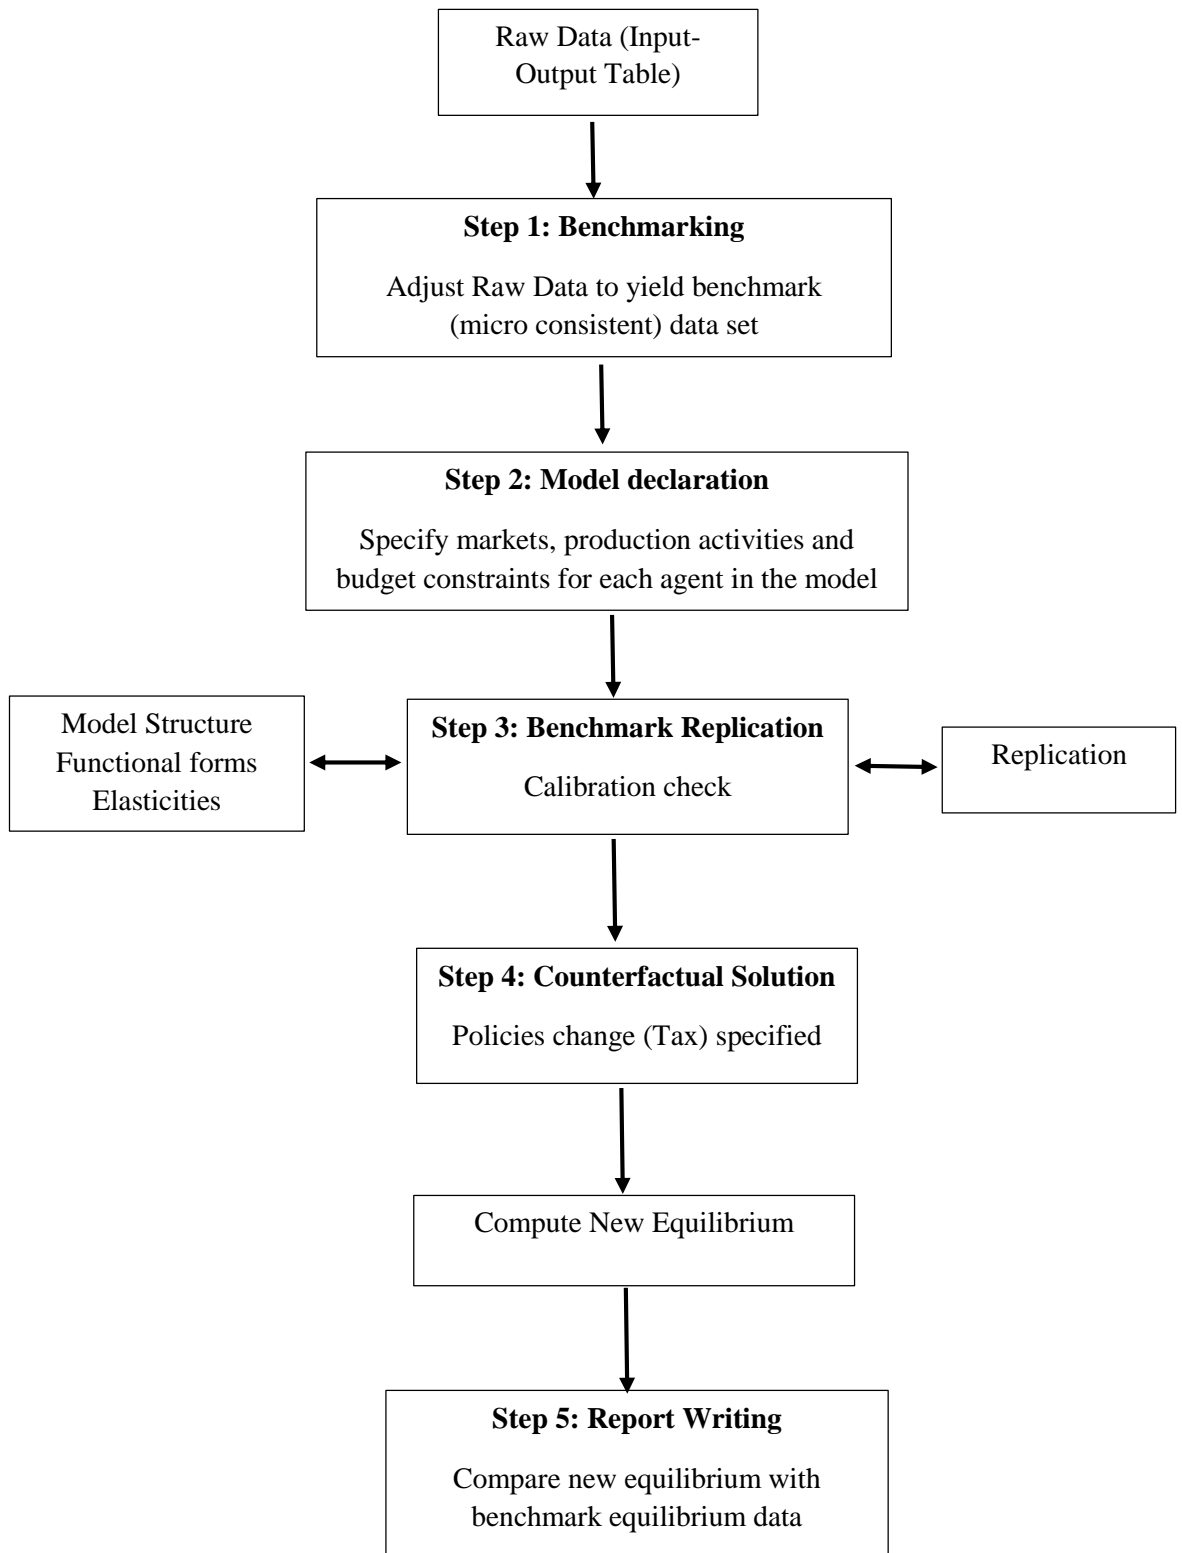 Raw Data (Input-
Output Table)
Step 1: Benchmarking
Adjust Raw Data to yield benchmark
(micro consistent) data set
Step 2: Model declaration
Specify markets, production activities and
budget constraints for each agent in the model
Model Structure
Functional forms
Elasticities
Step 3: Benchmark Replication
Calibration check
Replication
Step 4: Counterfactual Solution
Policies change (Tax) specified
Compute New Equilibrium
Step 5: Report Writing
Compare new equilibrium with
benchmark equilibrium data